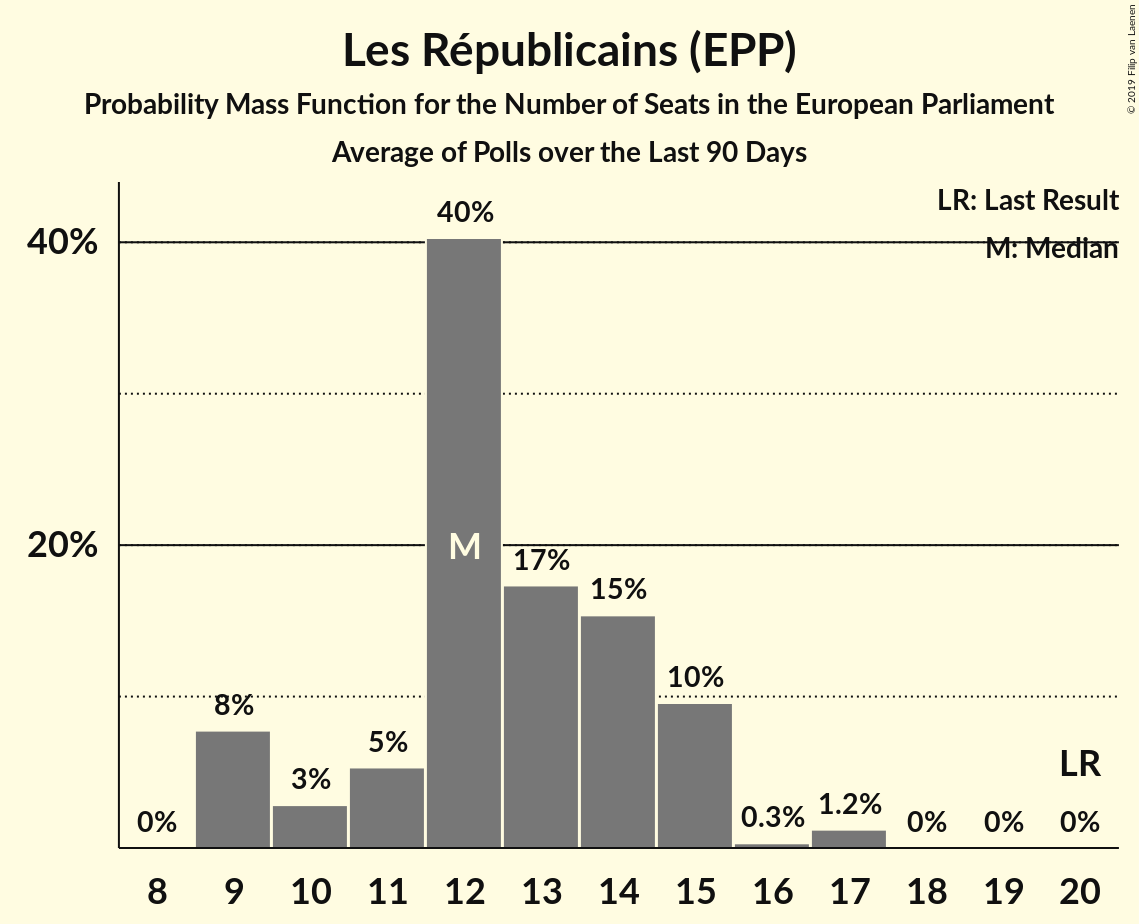 Les Républicains (EPP)
Probability Mass Function for the Number of Seats in the European Parliament
Average of Polls over the Last 90 Days
© 2019 Filip van Laenen
LR: Last Result
M: Median
40%
20%
0%
8%
3%
5%
40%
M
17%
15%
10%
0.3%
1.2%
0%
0%
LR
0%
8 9 10 11 12 13 14 15 16 17 18 19 20